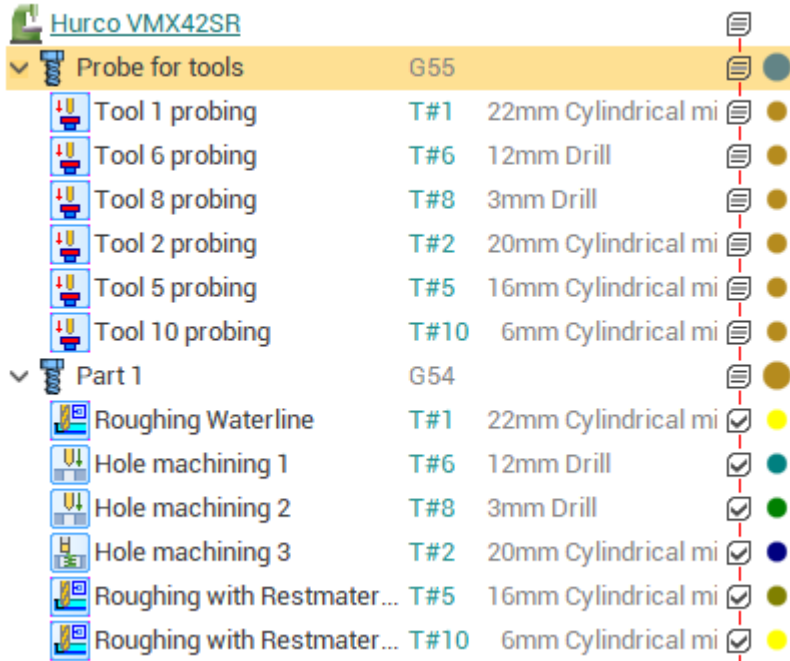 Hurco VMX42SR
Probe for tools G55
Tool 1 probing T#1 22mm Cylindrical mi
Tool 6 probing T#6 12mm Drill
Tool 8 probing T#8 3mm Drill
Tool 2 probing T#2 20mm Cylindrical mi
Tool 5 probing T#5 16mm Cylindrical mi
Tool 10 probing T#10 6mm Cylindrical mi
Part 1 G54
Roughing Waterline T#1 22mm Cylindrical mi
Hole machining 1 T#6 12mm Drill
Hole machining 2 T#8 3mm Drill
Hole machining 3 T#2 20mm Cylindrical mi
Roughing with Restmater... T#5 16mm Cylindrical mi
Roughing with Restmater... T#10 6mm Cylindrical mi